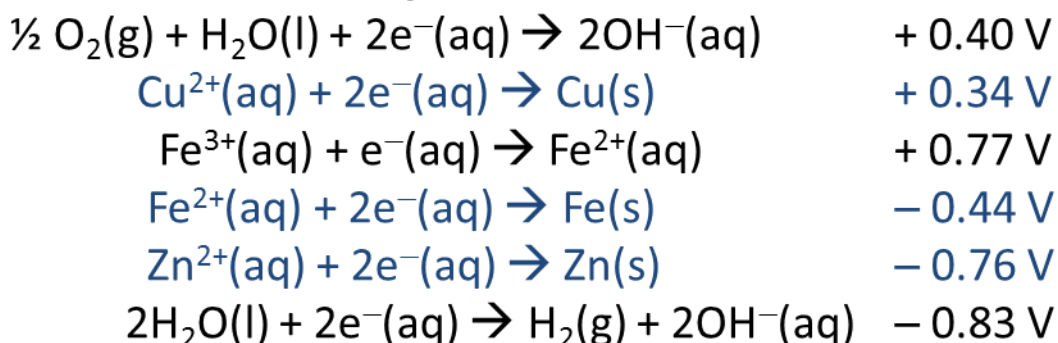 ½ O₂(g) + H₂O(l) + 2e⁻(aq) → 2OH⁻(aq) + 0.40 V
Cu²⁺(aq) + 2e⁻(aq) → Cu(s) + 0.34 V
Fe³⁺(aq) + e⁻(aq) → Fe²⁺(aq) + 0.77 V
Fe²⁺(aq) + 2e⁻(aq) → Fe(s) – 0.44 V
Zn²⁺(aq) + 2e⁻(aq) → Zn(s) – 0.76 V
2H₂O(l) + 2e⁻(aq) → H₂(g) + 2OH⁻(aq) – 0.83 V